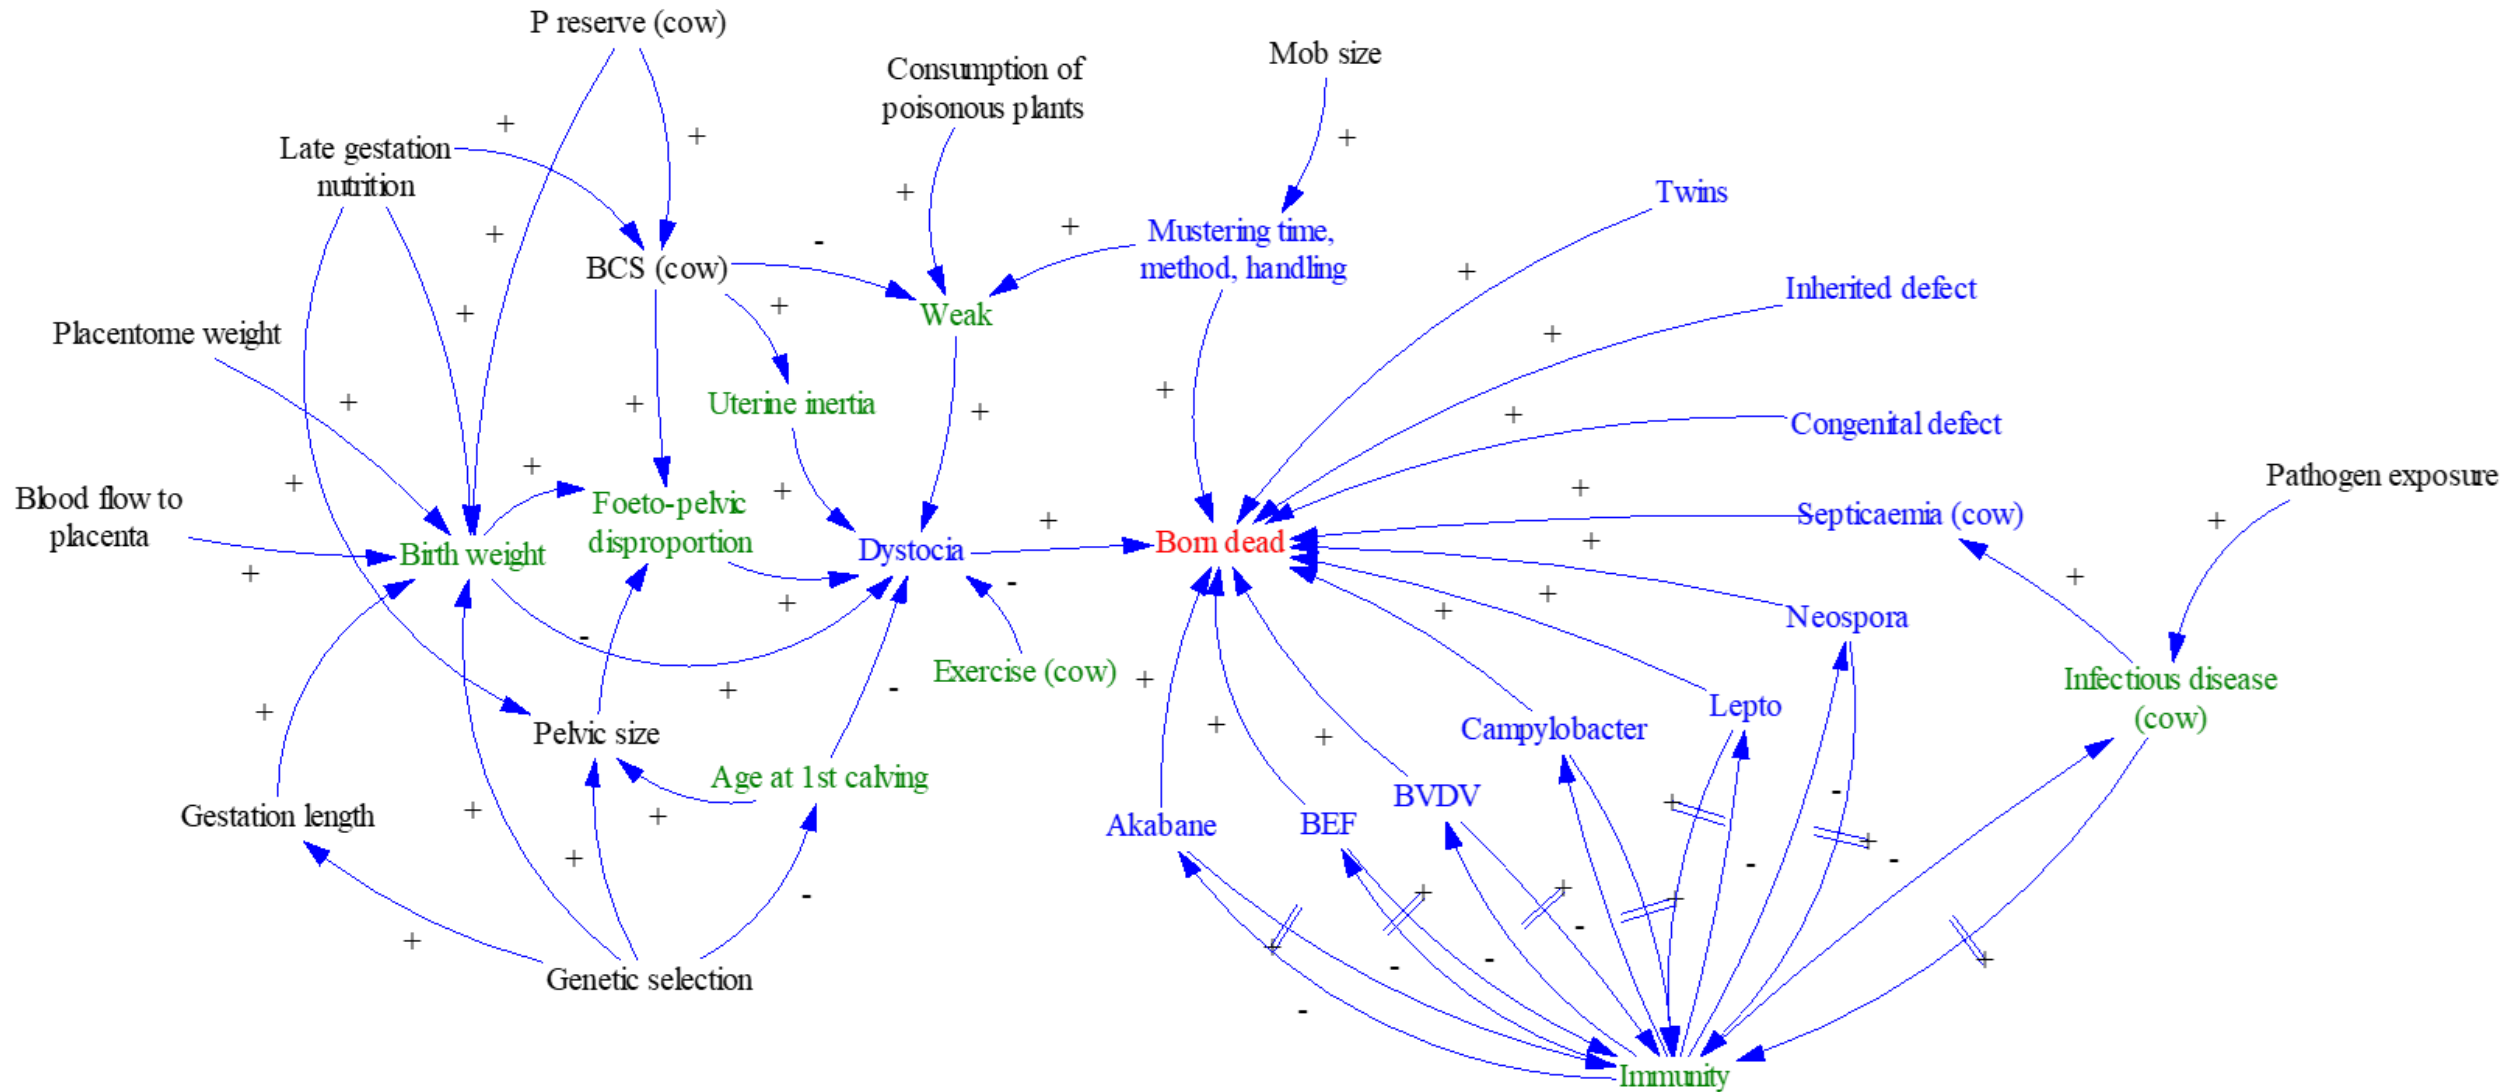 P reserve (cow)
Consumption of
poisonous plants
Mob size
Late gestation
nutrition
Twins
Mustering time,
method, handling
BCS (cow)
Inherited defect
Weak
Placentome weight
Uterine inertia
Congenital defect
Pathogen exposure
Blood flow to
placenta
Foeto-pelvic
disproportion
Septicaemia (cow)
Birth weight
Dystocia
Born dead
Neospora
Exercise (cow)
Infectious disease
(cow)
Lepto
Campylobacter
Pelvic size
Age at 1st calving
BVDV
Gestation length
Akabane
BEF
Genetic selection
Immunity